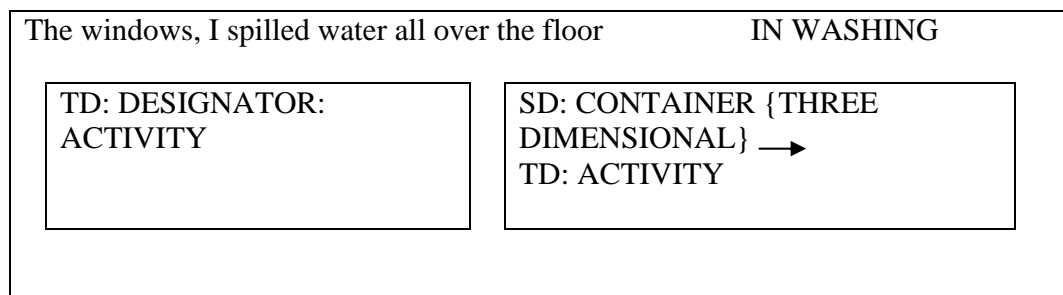 The windows, I spilled water all over the floor IN WASHING
TD: DESIGNATOR:
ACTIVITY
SD: CONTAINER {THREE
DIMENSIONAL}
TD: ACTIVITY